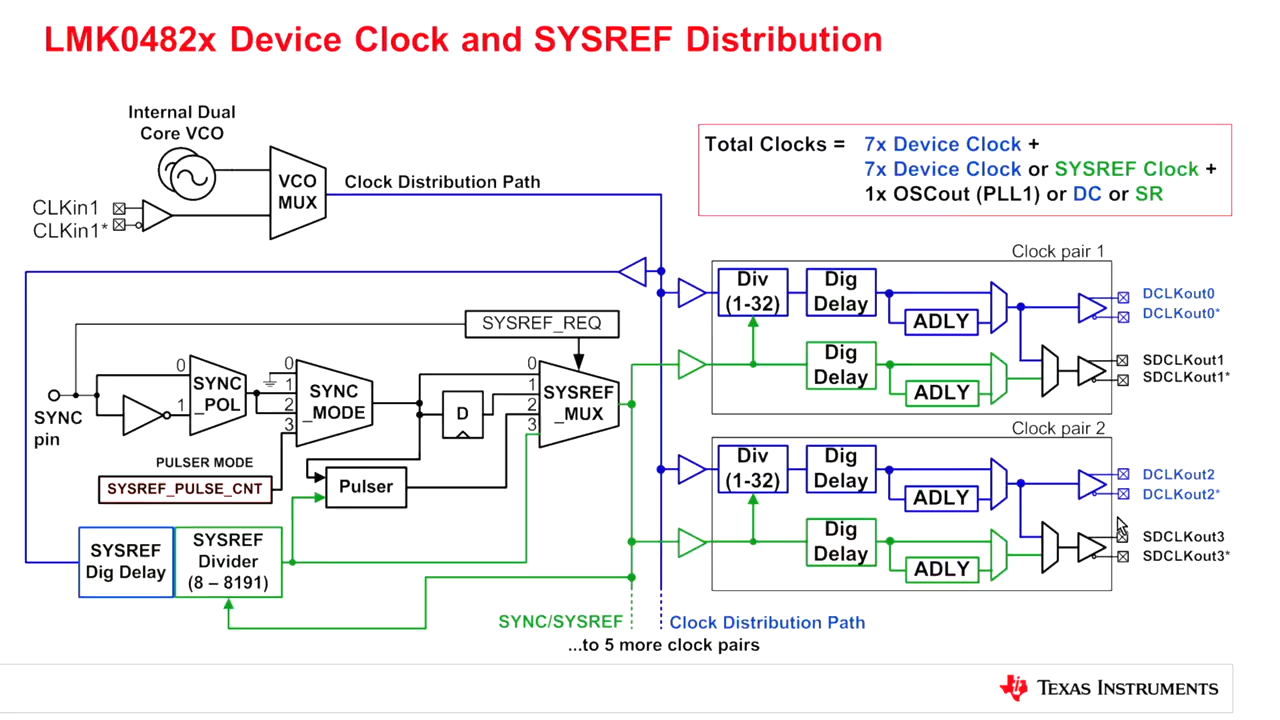 LMK0482x Device Clock and SYSREF Distribution
Internal Dual
Core VCO
VCO
MUX
Clock Distribution Path
CLKin1
CLKin1*
Total Clocks = 7x Device Clock +
7x Device Clock or SYSREF Clock +
1x OSCout (PLL1) or DC or SR
Clock pair 1
Div
(1-32)
Dig
Delay
ADLY
DCLKout0
DCLKout0*
Dig
Delay
ADLY
SDCLKout1
SDCLKout1*
SYSREF_REQ
SYNC
pin
0
1
SYNC
_POL
0
1
2
3
SYNC
_MODE
D
0
1
2
3
SYSREF
_MUX
PULSER MODE
SYSREF_PULSE_CNT
Pulser
SYSREF
Dig Delay
SYSREF
Divider
(8 – 8191)
Clock pair 2
Div
(1-32)
Dig
Delay
ADLY
DCLKout2
DCLKout2*
Dig
Delay
ADLY
SDCLKout3
SDCLKout3*
SYNC/SYSREF
Clock Distribution Path
...to 5 more clock pairs
TEXAS INSTRUMENTS